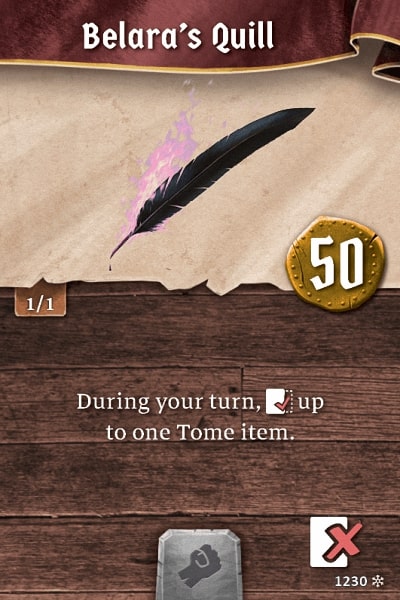 Belara's Quill
50
1/1
During your turn, up
to one Tome item.
1230